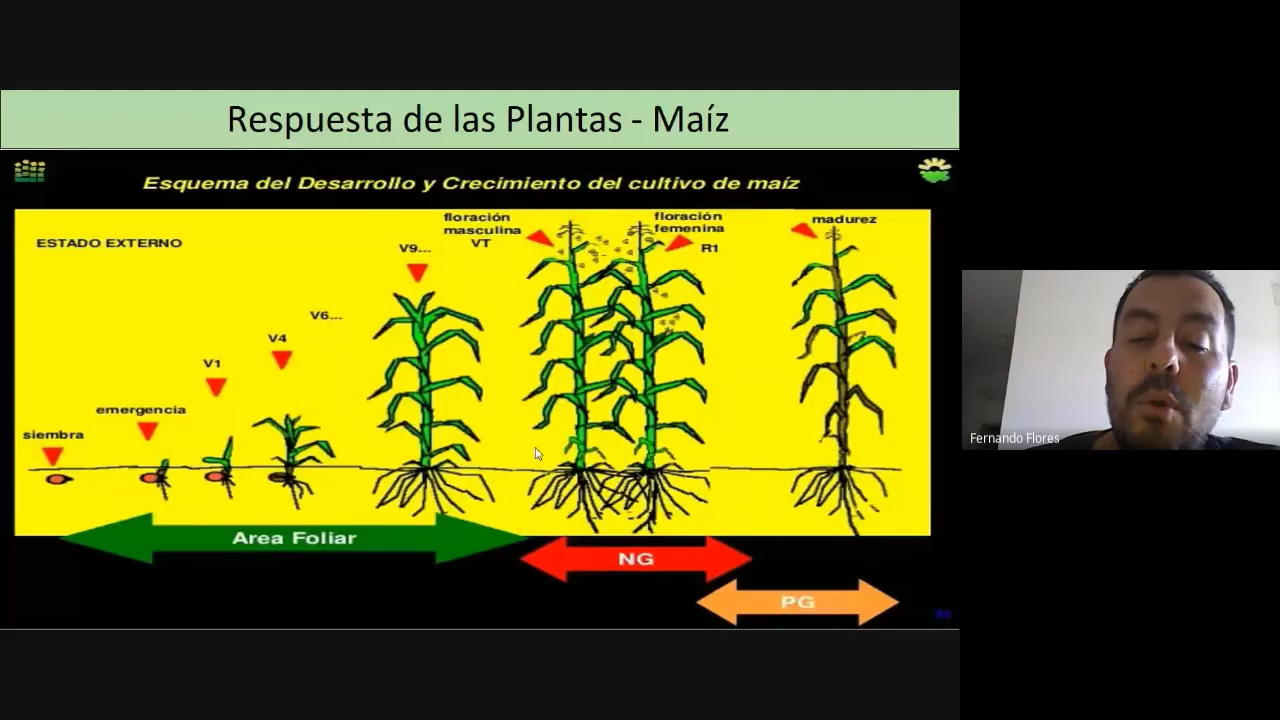 Respuesta de las Plantas - Maíz
Esquema del Desarrollo y Crecimiento del cultivo de maíz
ESTADO EXTERNO
siembra
emergencia
V1
V4
V6...
V9...
floración
masculina
VT
floración
femenina
R1
madurez
Area Foliar
NG
PG
Fernando Flores